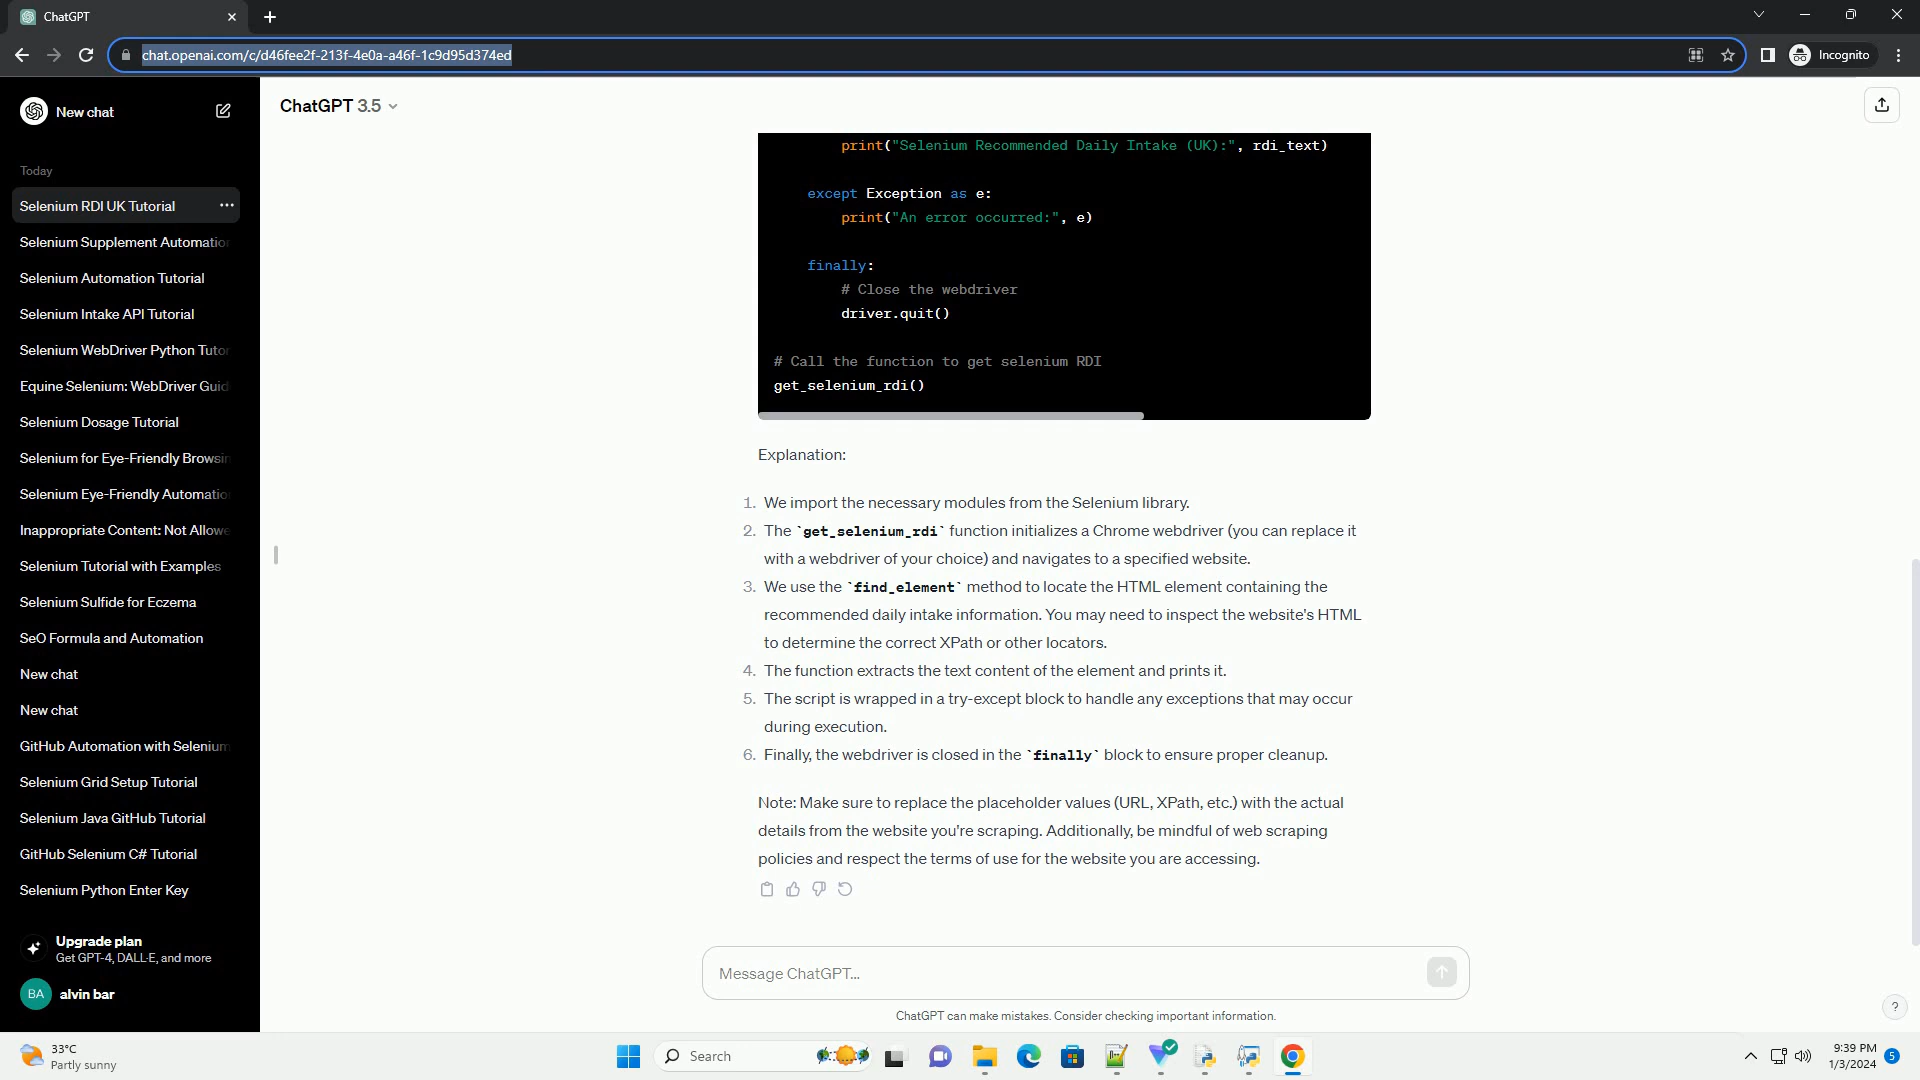 ChatGPT
chat.openai.com/c/d46fee2f-213f-4e0a-a46f-1c9d95d374ed
Incognito
New chat
Today
Selenium RDI UK Tutorial
Selenium Supplement Automatio
Selenium Automation Tutorial
Selenium Intake API Tutorial
Selenium WebDriver Python Tutor
Equine Selenium: WebDriver Guid
Selenium Dosage Tutorial
Selenium for Eye-Friendly Browsin
Selenium Eye-Friendly Automatio
Inappropriate Content: Not Allowe
Selenium Tutorial with Examples
Selenium Sulfide for Eczema
SeO Formula and Automation
New chat
New chat
GitHub Automation with Selenium
Selenium Grid Setup Tutorial
Selenium Java GitHub Tutorial
GitHub Selenium C# Tutorial
Selenium Python Enter Key
Upgrade plan
Get GPT-4, DALL·E, and more
BA
alvin bar
ChatGPT 3.5
print("Selenium Recommended Daily Intake (UK):", rdi_text)
except Exception as e:
print("An error occurred:", e)
finally:
# Close the webdriver
driver.quit()
# Call the function to get selenium RDI
get_selenium_rdi()
Explanation:
1. We import the necessary modules from the Selenium library.
2. The `get_selenium_rdi` function initializes a Chrome webdriver (you can replace it
with a webdriver of your choice) and navigates to a specified website.
3. We use the `find_element` method to locate the HTML element containing the
recommended daily intake information. You may need to inspect the website's HTML
to determine the correct XPath or other locators.
4. The function extracts the text content of the element and prints it.
5. The script is wrapped in a try-except block to handle any exceptions that may occur
during execution.
6. Finally, the webdriver is closed in the `finally` block to ensure proper cleanup.
Note: Make sure to replace the placeholder values (URL, XPath, etc.) with the actual
details from the website you're scraping. Additionally, be mindful of web scraping
policies and respect the terms of use for the website you are accessing.
Message ChatGPT...
ChatGPT can make mistakes. Consider checking important information.
?
33°C
Partly sunny
Search
9:39 PM
1/3/2024
5